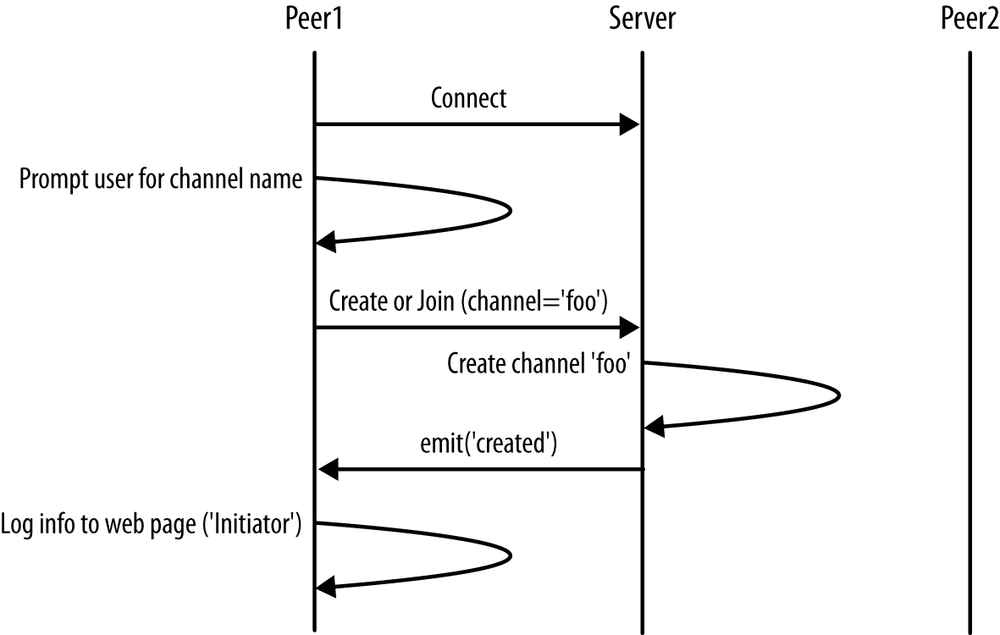 Peer1
Server
Peer2
Connect
Prompt user for channel name
Create or Join (channel='foo')
Create channel 'foo'
emit('created')
Log info to web page ('Initiator')